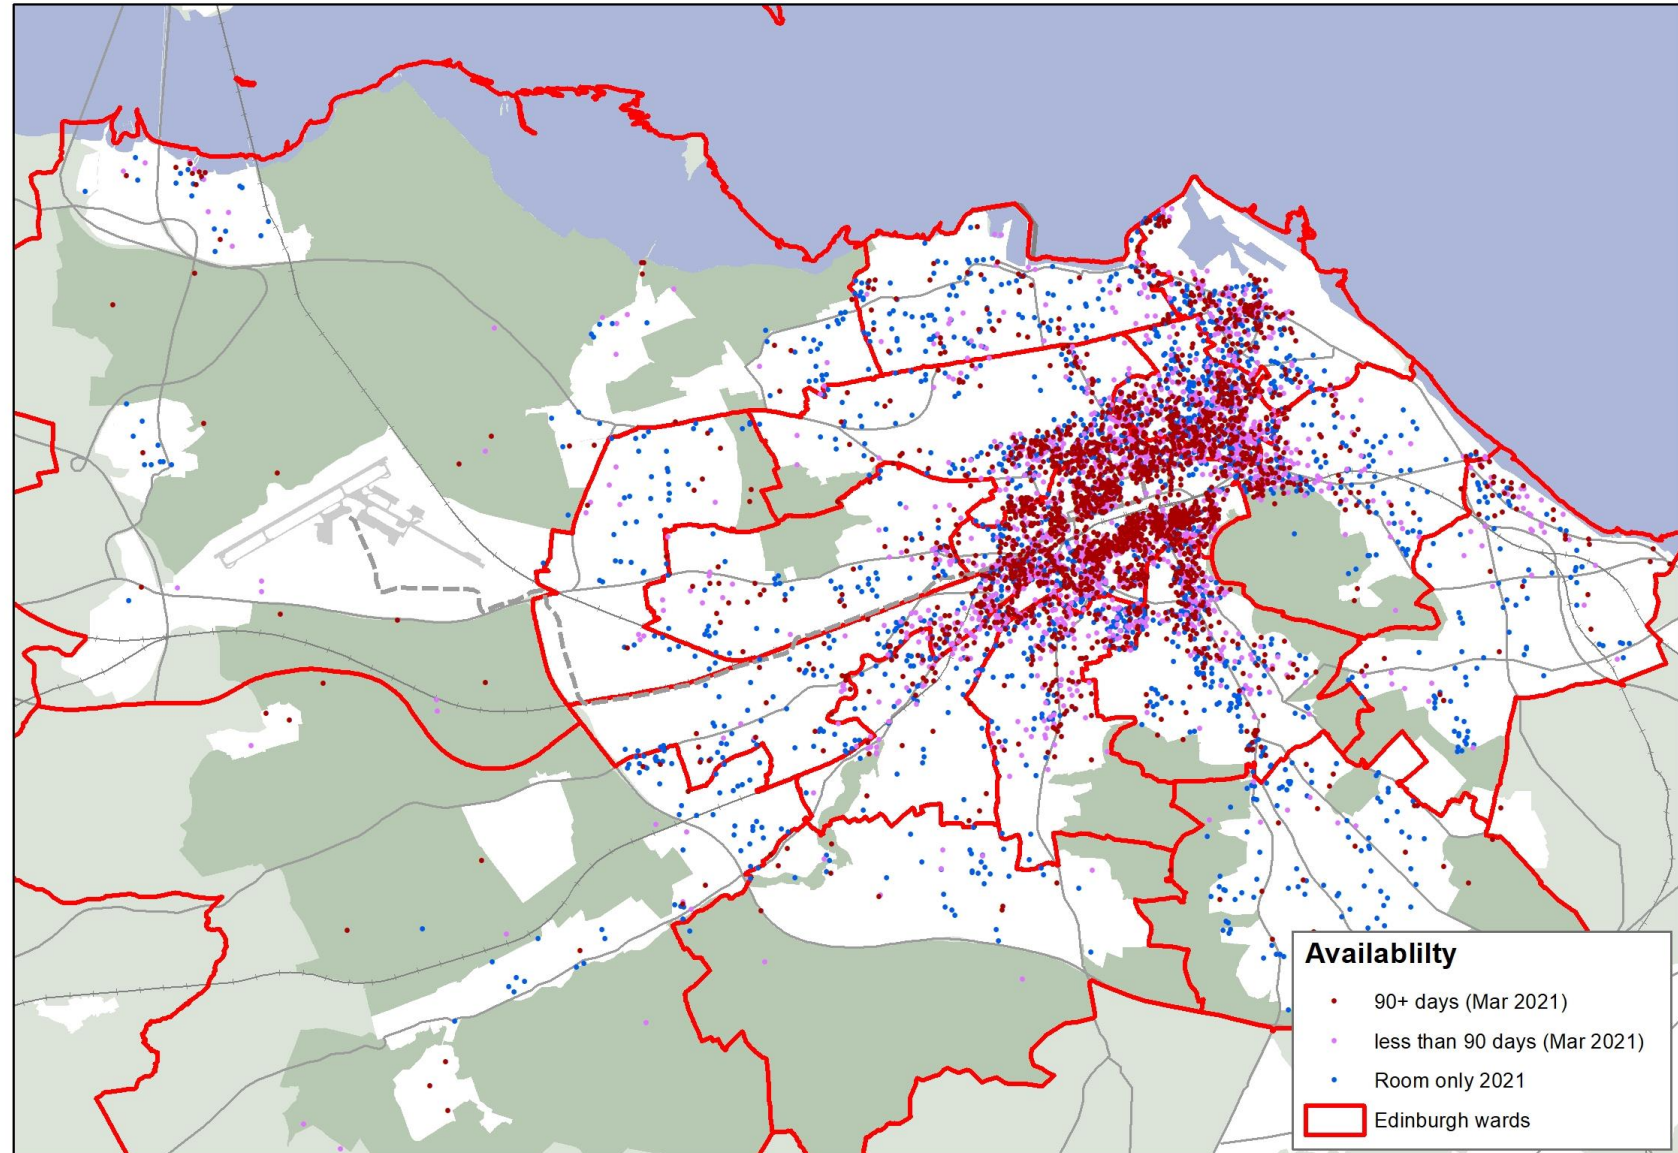 Availablilty
90+ days (Mar 2021)
less than 90 days (Mar 2021)
Room only 2021
Edinburgh wards